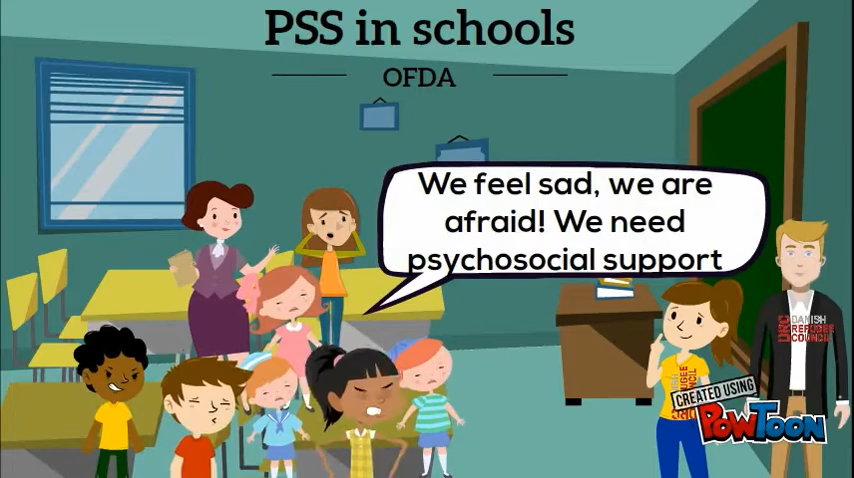 PSS in schools
OFDA
We feel sad, we are
afraid! We need
psychosocial support
DRC DANISH
REFUGEE
COUNCIL
CREATED USING
POWTOON